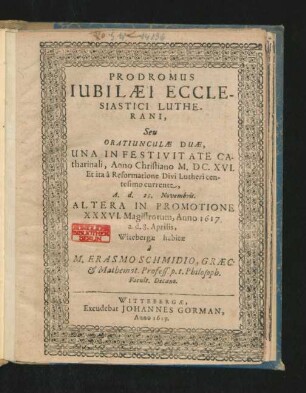 PRODROMUS
IUBILÆI ECCLE-
SIASTICI LUTHE-
RANI,
Seu
ORATIUNCULÆ DUÆ,
UNA IN FESTIVITATE CA-
tharinali, Anno Christiano M. DC. XVI.
Et ita à Reformatione Divi Lutheri cen-
tesimo currente,
A. d. 25. Novembris.
ALTERA IN PROMOTIONE
XXXVI. Magistrorum, Anno 1617.
a.d. 3. Aprilis,
Witebergæ habitæ
à
M. ERASMO SCHMIDIO, GRÆC.
& Mathemat. Profess. p. t. Philosoph.
Facult. Decano.
WITTEBERGÆ,
Excudebat JOHANNES GORMAN,
Anno